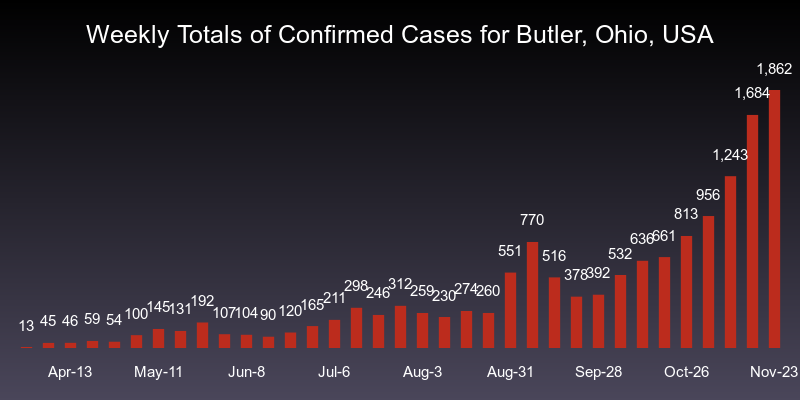 Weekly Totals of Confirmed Cases for Butler, Ohio, USA
13 45 46 59 54 100 145 131 192 107 104 90 120 165 211 298 246 312 259 230 274 260 551 770 516 378 392 532 636 661 813 956 1,243 1,684 1,862
Apr-13 May-11 Jun-8 Jul-6 Aug-3 Aug-31 Sep-28 Oct-26 Nov-23